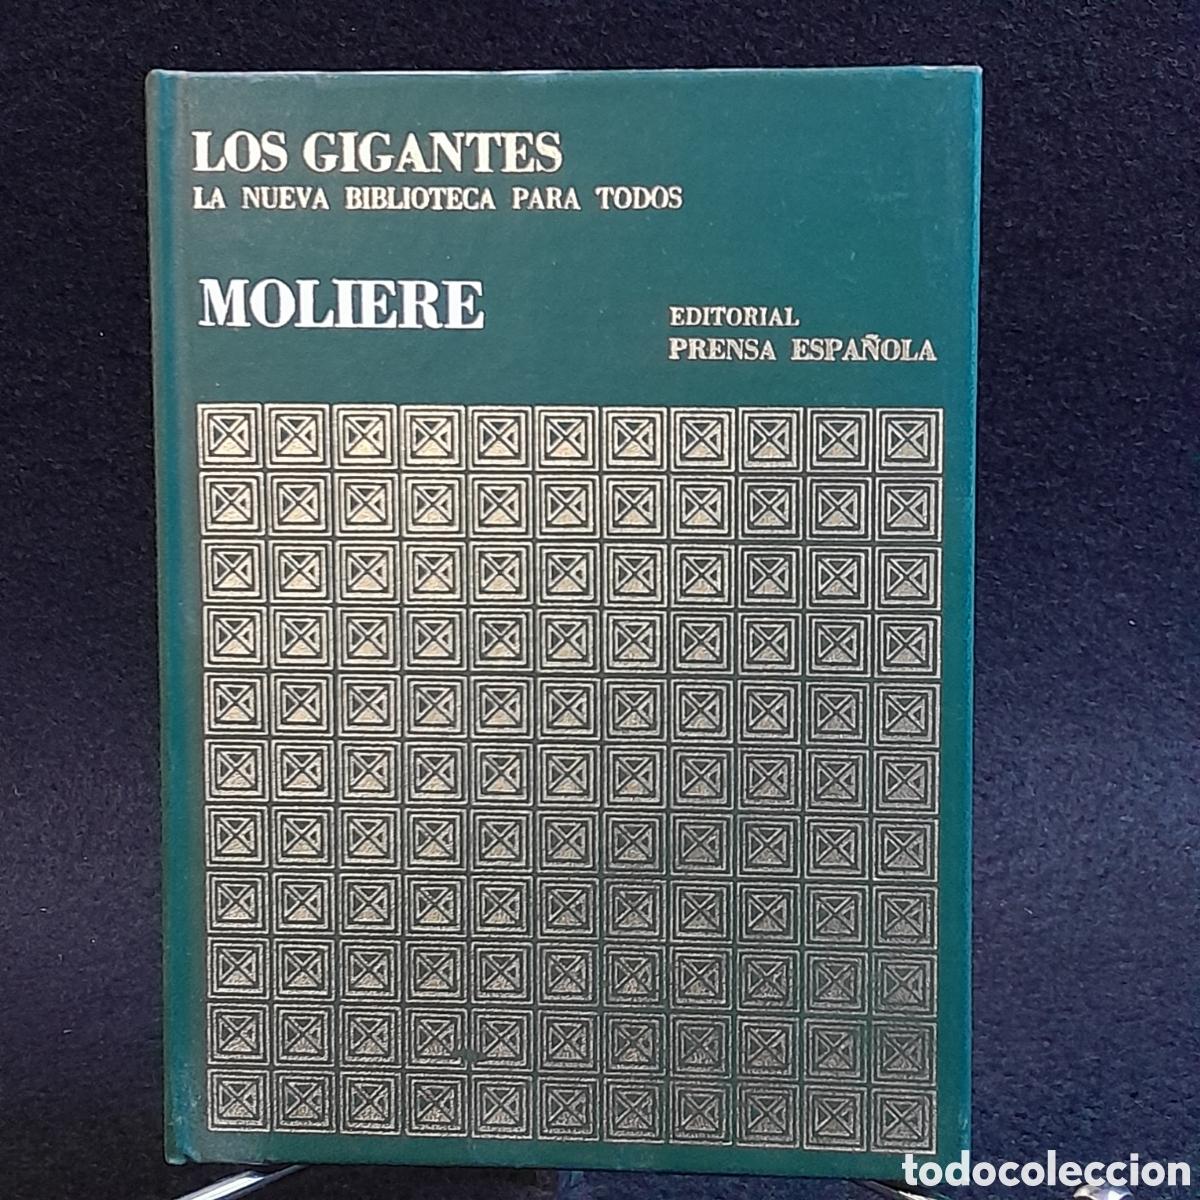 LOS GIGANTES
LA NUEVA BIBLIOTECA PARA TODOS
MOLIERE
EDITORIAL
PRENSA ESPAÑOLA
todocoleccion